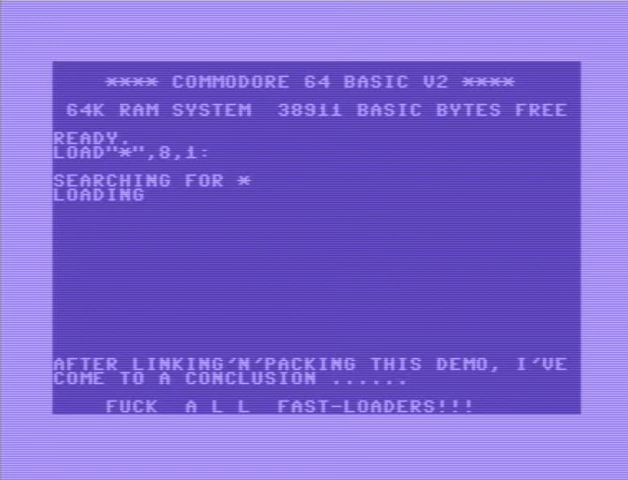 **** COMMODORE 64 BASIC V2 ****
64K RAM SYSTEM 38911 BASIC BYTES FREE
READY.
LOAD"*",8,1:
SEARCHING FOR *
LOADING
AFTER LINKING'N'PACKING THIS DEMO, I'VE
COME TO A CONCLUSION ......
FUCK A L L FAST-LOADERS!!!